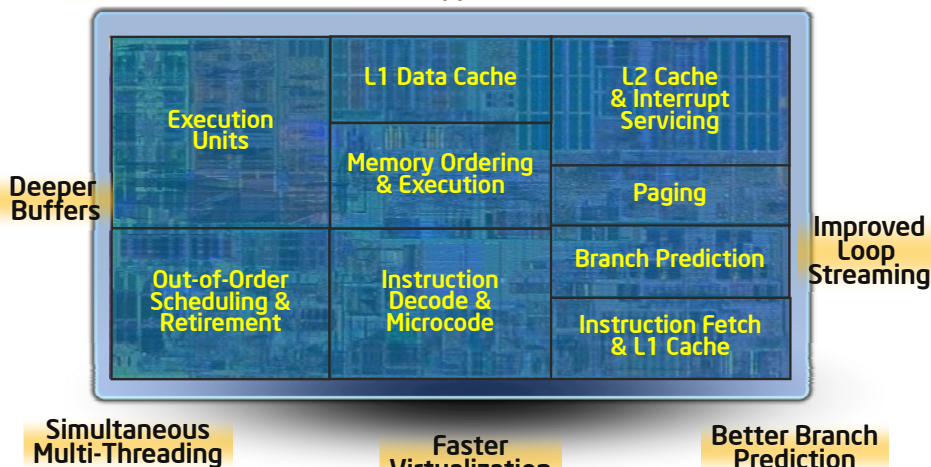 L1 Data Cache
L2 Cache
& Interrupt
Servicing
Execution
Units
Memory Ordering
& Execution
Paging
Deeper
Buffers
Improved
Loop
Streaming
Branch Prediction
Out-of-Order
Scheduling &
Retirement
Instruction
Decode &
Microcode
Instruction Fetch
& L1 Cache
Simultaneous
Multi-Threading
Faster
Virtualization
Better Branch
Prediction